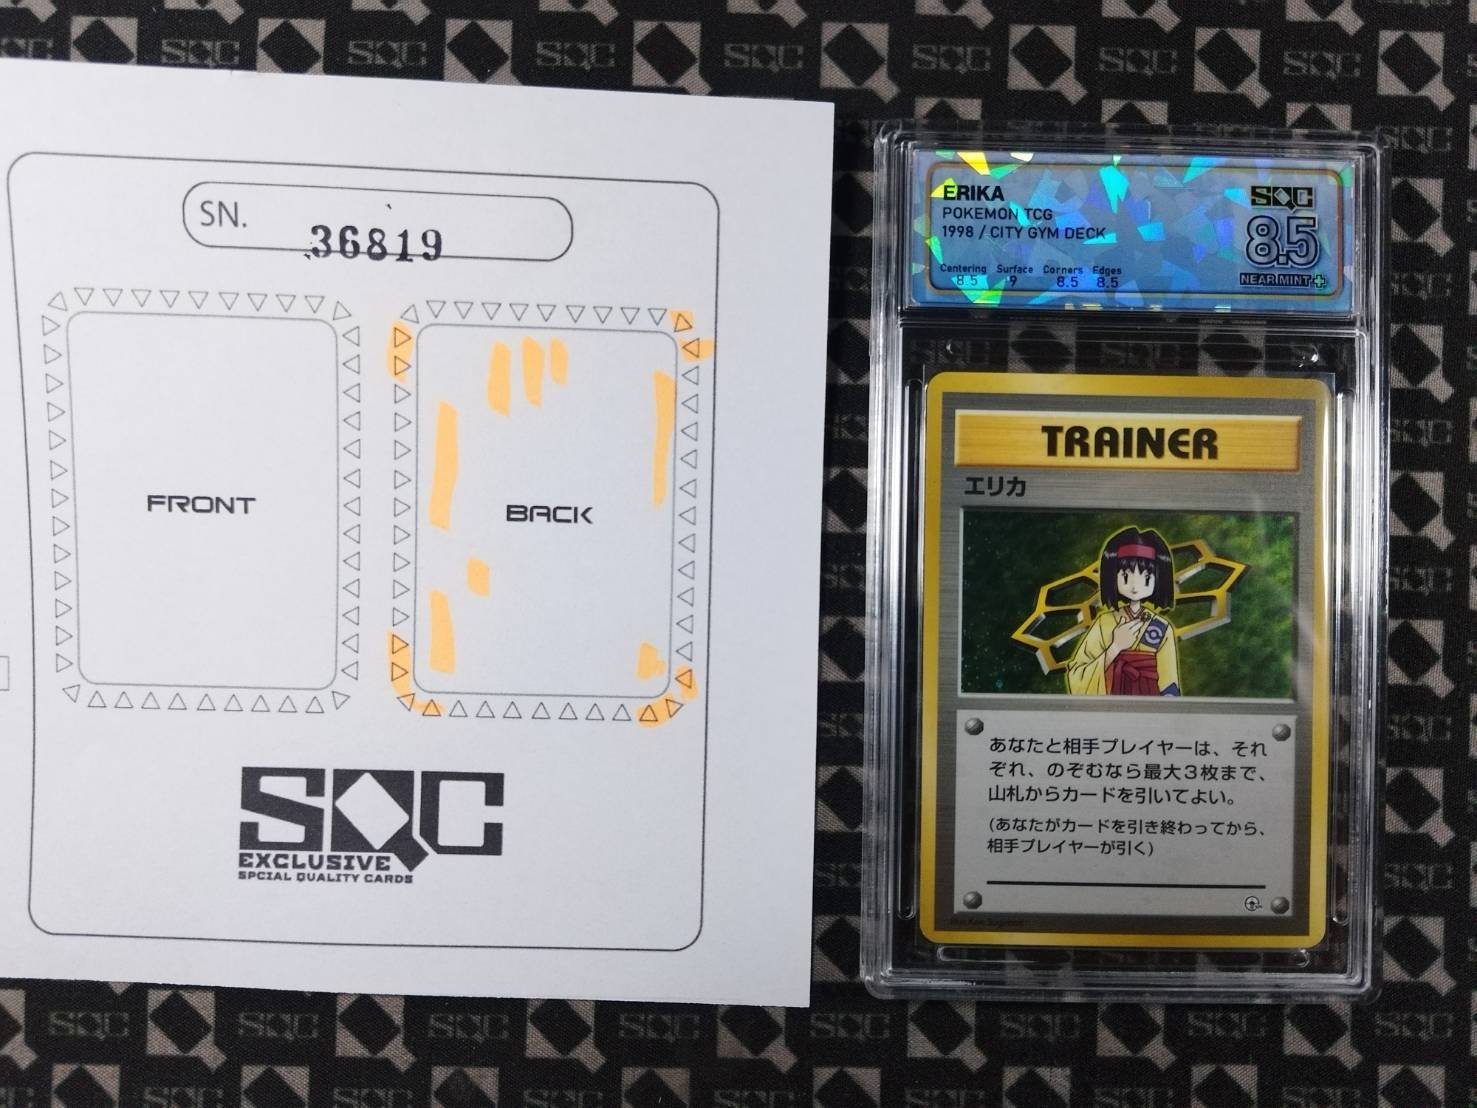 SN. 36819
FRONT
BACK
SQC
EXCLUSIVE
SPCIAL QUALITY CARDS
ERIKA
POKEMON TCG
1998 / CITY GYM DECK
Centering Surface Corners Edges
8.5 9 8.5 8.5
SQC
8.5
NEAR MINT+
TRAINER
エリカ
あなたと相手プレイヤーは、それ
ぞれ、のぞむなら最大3枚まで、
山札からカードを引いてよい。
(あなたがカードを引き終わってから、
相手プレイヤーが引く)